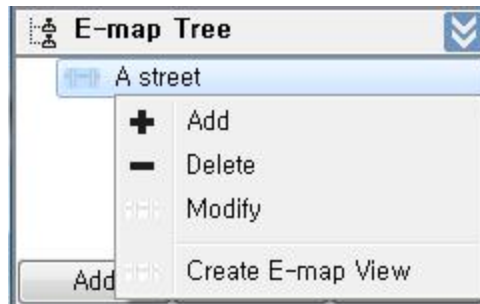 E-map Tree
A street
Add
Delete
Modify
Create E-map View
Add